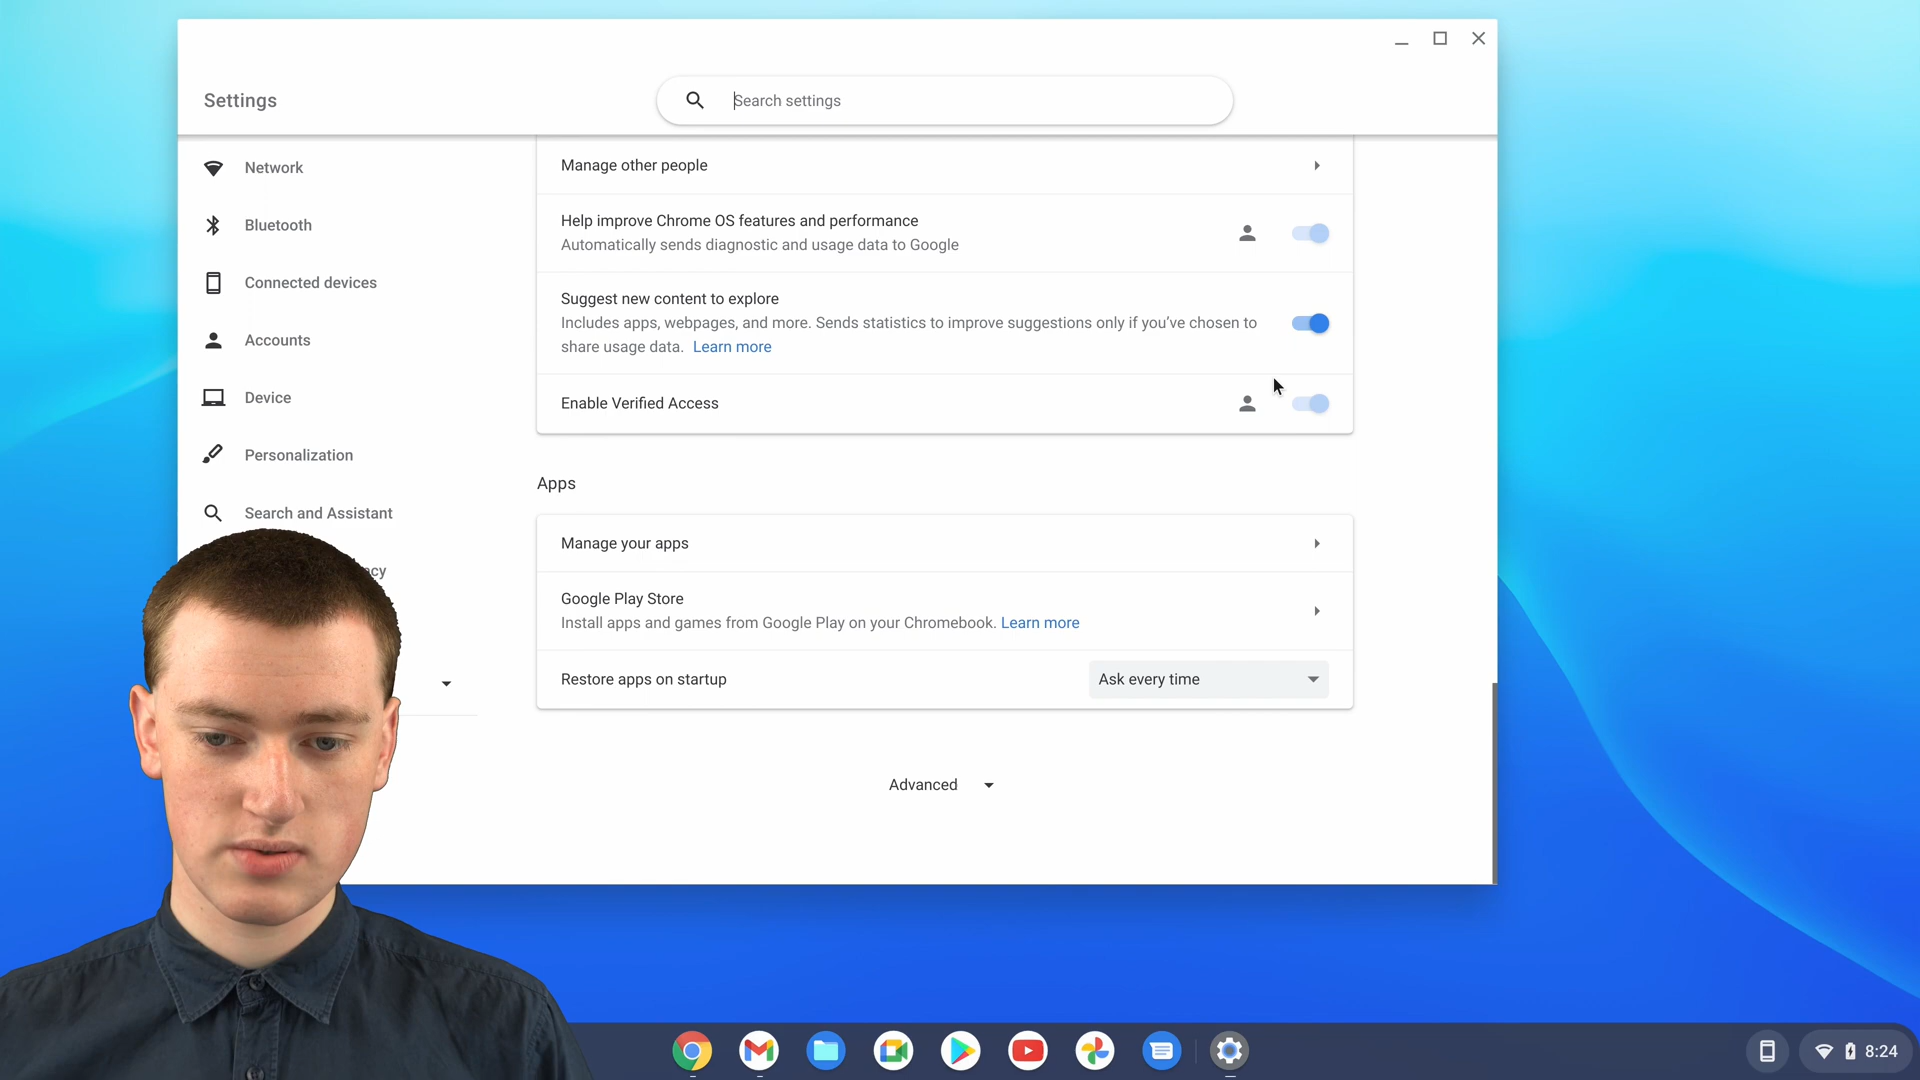 Settings
Search settings
Network
Bluetooth
Connected devices
Accounts
Device
Personalization
Search and Assistant
cy
Manage other people
Help improve Chrome OS features and performance
Automatically sends diagnostic and usage data to Google
Suggest new content to explore
Includes apps, webpages, and more. Sends statistics to improve suggestions only if you've chosen to
share usage data. Learn more
Enable Verified Access
Apps
Manage your apps
Google Play Store
Install apps and games from Google Play on your Chromebook. Learn more
Restore apps on startup
Ask every time
Advanced
8:24